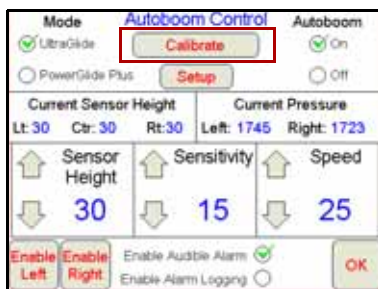 Mode Autoboom Control Autoboom
UltraGlide Calibrate On
PowerGlide Plus Setup Off
Current Sensor Height Current Pressure
Lt: 30 Ctr: 30 Rt:30 Left: 1745 Right: 1723
Sensor Height Sensitivity Speed
30 15 25
Enable Left Enable Right Enable Audible Alarm OK
Enable Alarm Logging